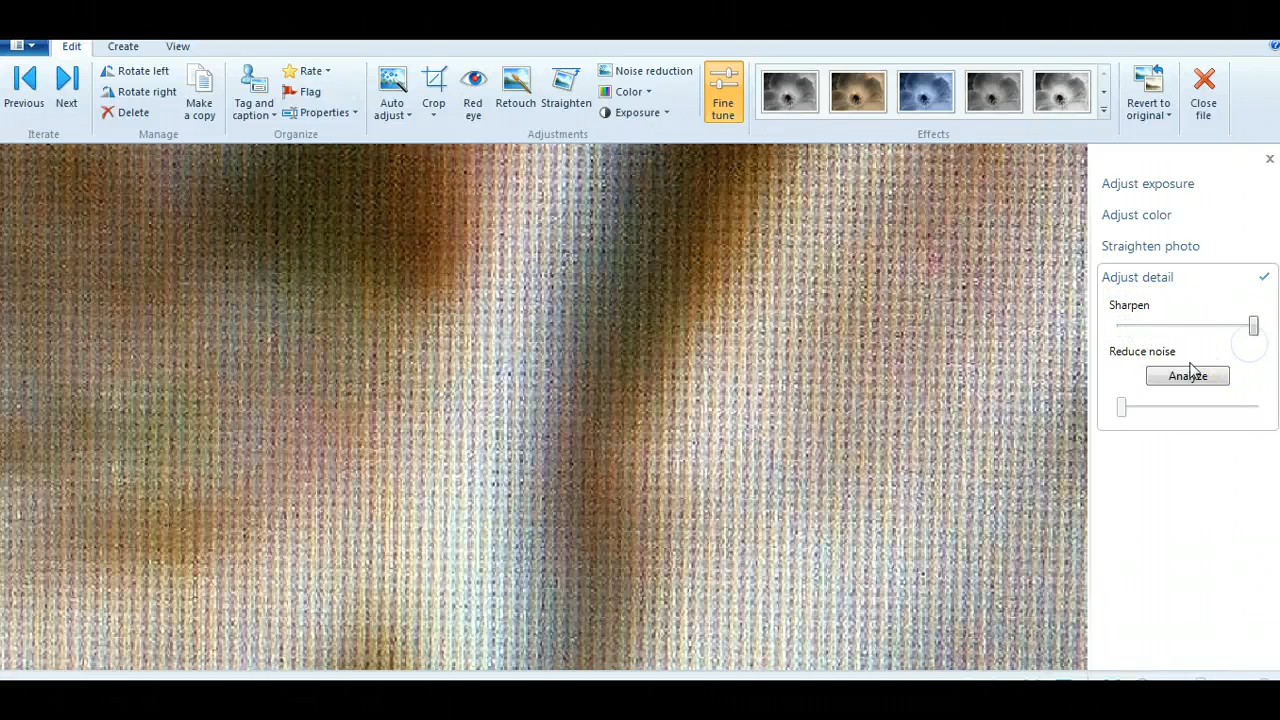 Edit Create View
Previous
Next
Rotate left
Rotate right
Delete
Make
a copy
Tag and
caption
Rate
Flag
Properties
Auto
adjust
Crop
Red
eye
Retouch
Straighten
Noise reduction
Color
Exposure
Fine
tune
Revert to
original
Close
file
Iterate
Manage
Organize
Adjustments
Effects
Adjust exposure
Adjust color
Straighten photo
Adjust detail
Sharpen
Reduce noise
Analyze